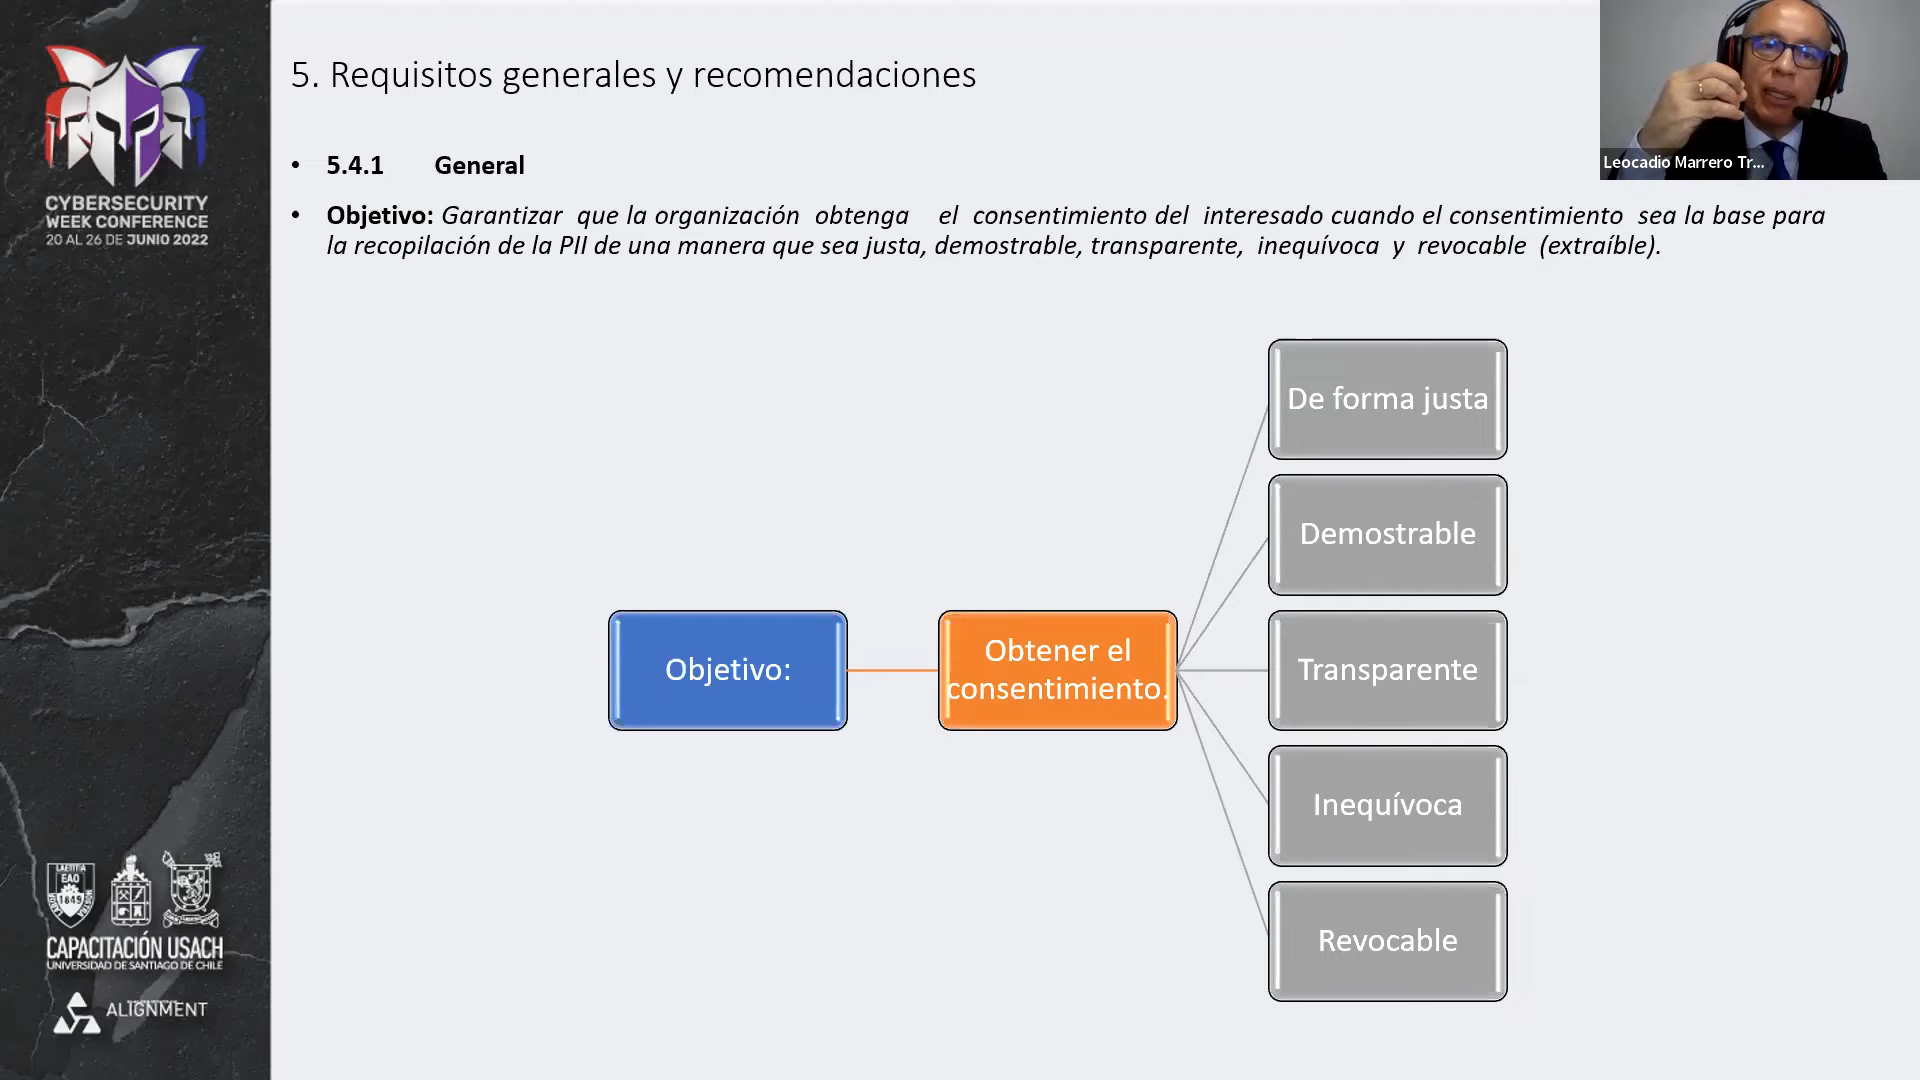 5. Requisitos generales y recomendaciones
• 5.4.1 General
• Objetivo: Garantizar que la organización obtenga el consentimiento del interesado cuando el consentimiento sea la base para
la recopilación de la PII de una manera que sea justa, demostrable, transparente, inequívoca y revocable (extraíble).
Objetivo:
Obtener el
consentimiento.
De forma justa
Demostrable
Transparente
Inequívoca
Revocable
Leocadio Marrero Tr...
CYBERSECURITY
WEEK CONFERENCE
20 AL 26 DE JUNIO 2022
LAETITIA
EAO
1849
CAPACITACIÓN USACH
UNIVERSIDAD DE SANTIAGO DE CHILE
ALIGNMENT